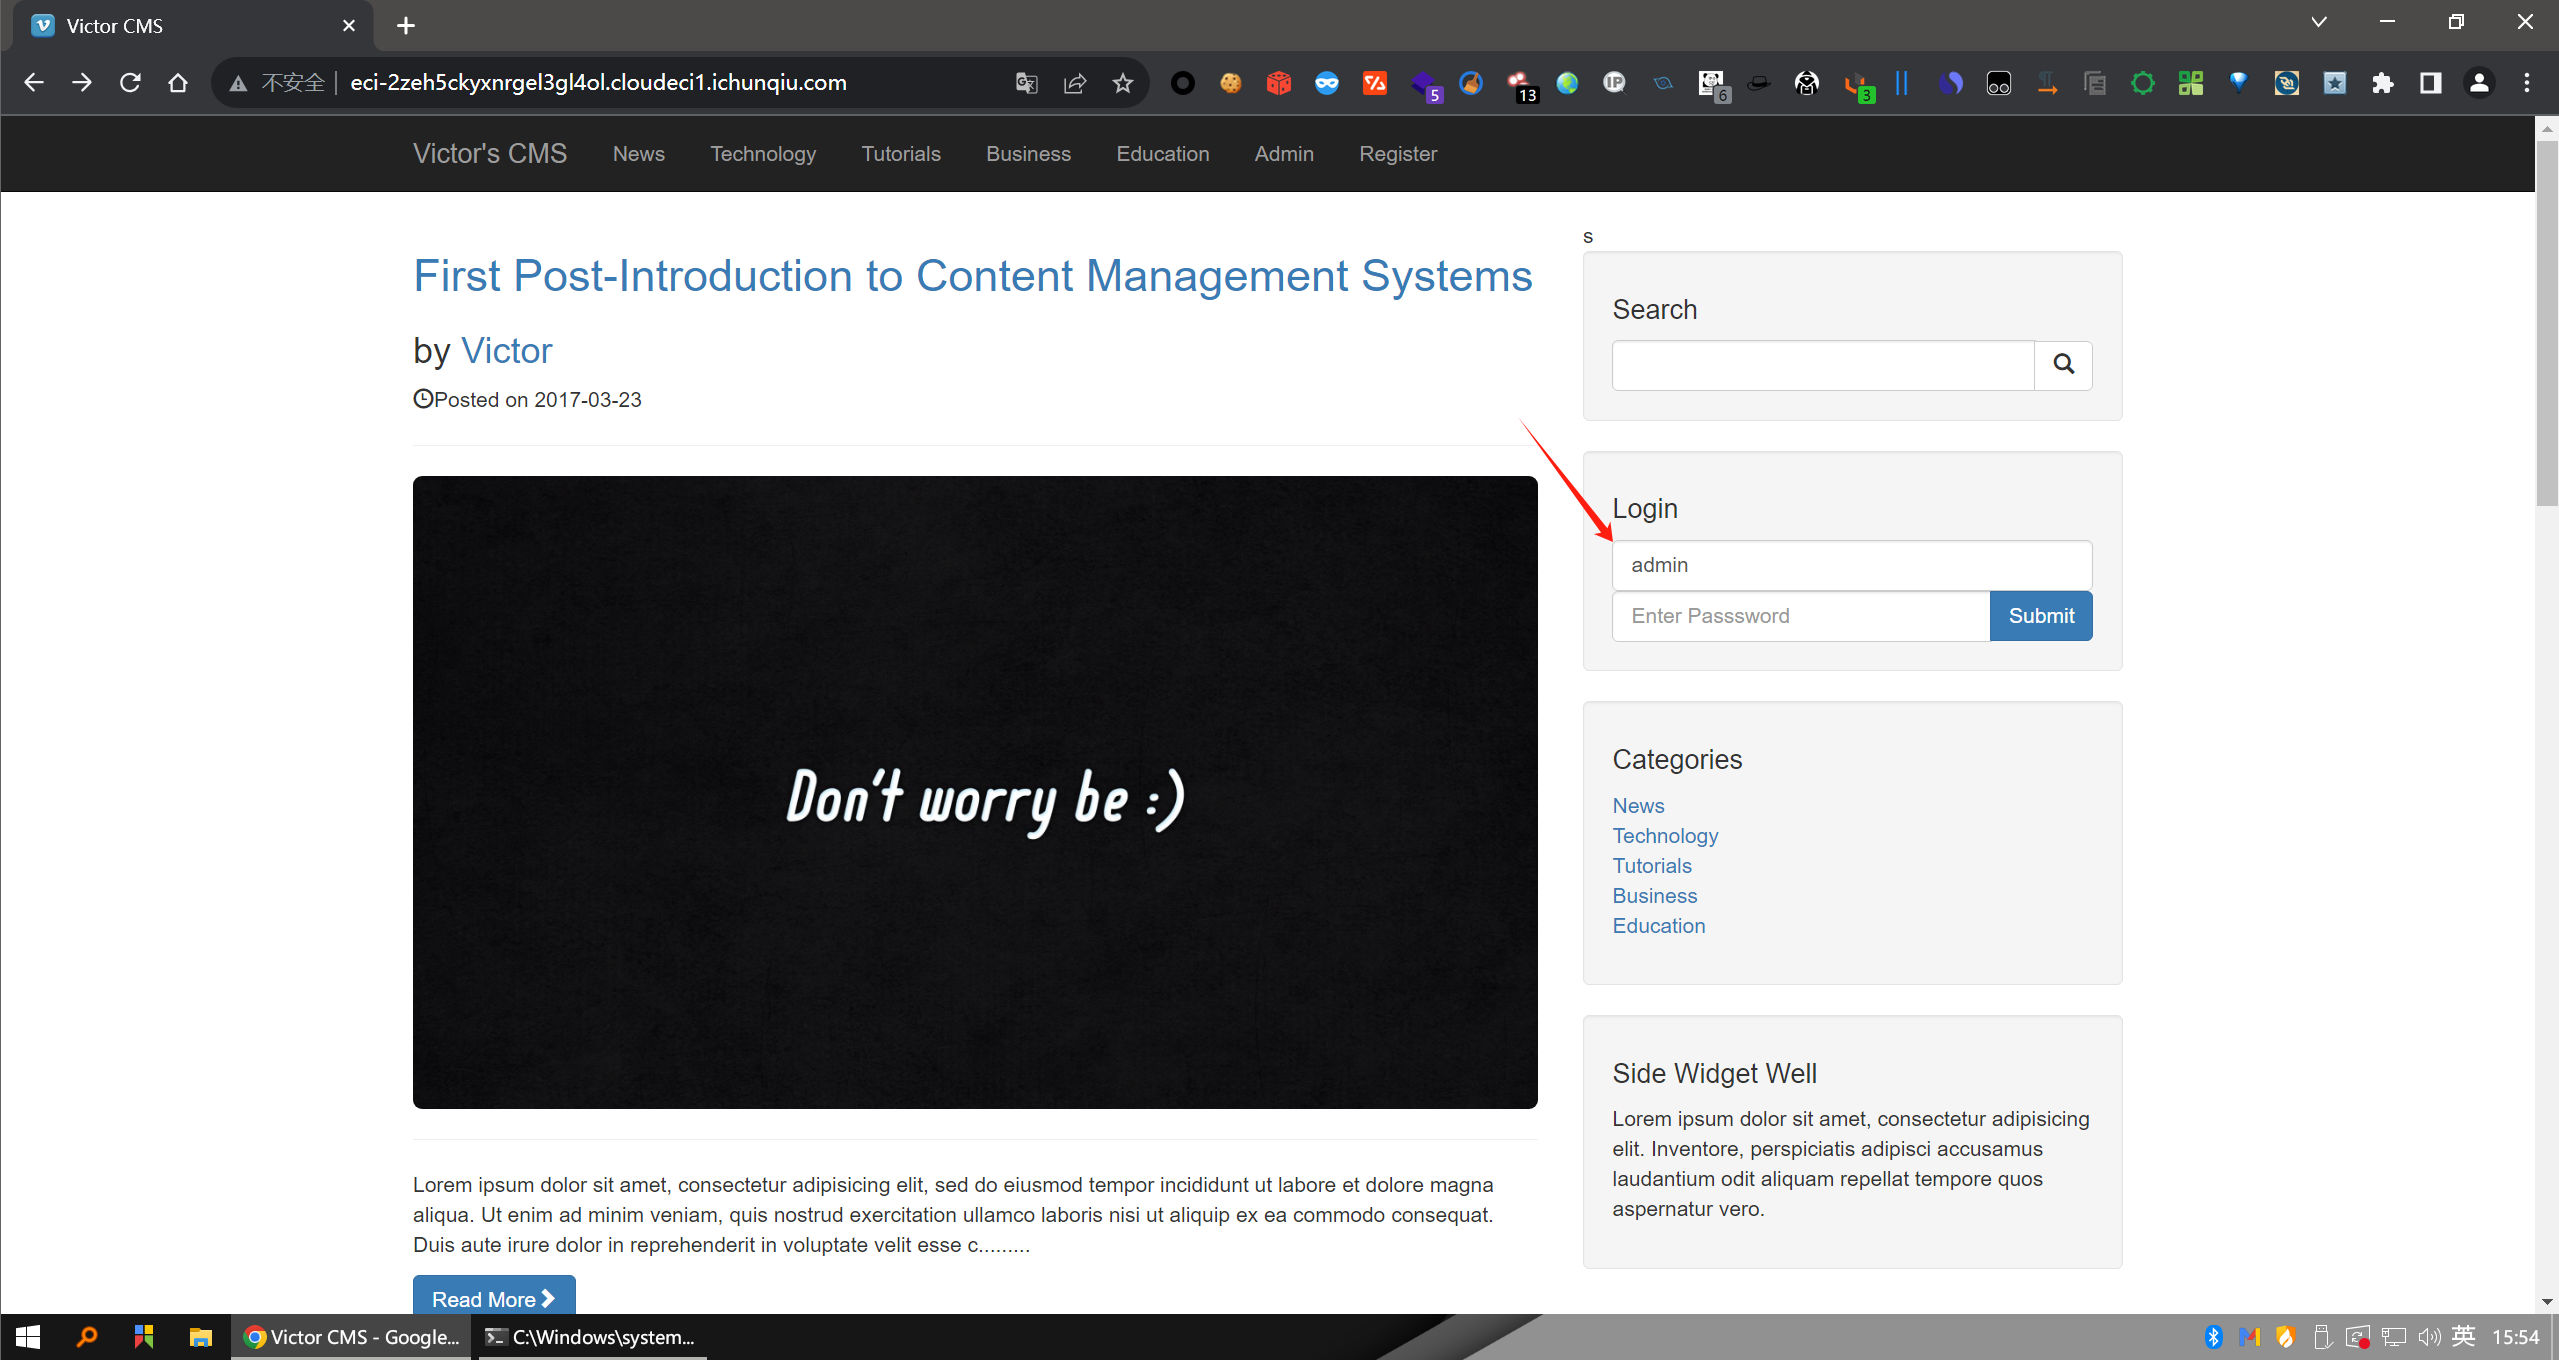 Victor CMS
不安全
eci-2zeh5ckyxnrgel3gl4ol.cloudeci1.ichunqiu.com
5
13
IP
6
3
Victor's CMS
News
Technology
Tutorials
Business
Education
Admin
Register
First Post-Introduction to Content Management Systems
by Victor
Posted on 2017-03-23
Don't worry be :)
Lorem ipsum dolor sit amet, consectetur adipisicing elit, sed do eiusmod tempor incididunt ut labore et dolore magna
aliqua. Ut enim ad minim veniam, quis nostrud exercitation ullamco laboris nisi ut aliquip ex ea commodo consequat.
Duis aute irure dolor in reprehenderit in voluptate velit esse c.........
Read More
s
Search
Login
admin
Enter Passsword
Submit
Categories
News
Technology
Tutorials
Business
Education
Side Widget Well
Lorem ipsum dolor sit amet, consectetur adipisicing
elit. Inventore, perspiciatis adipisci accusamus
laudantium odit aliquam repellat tempore quos
aspernatur vero.
Victor CMS - Google...
C:\Windows\system...
英
15:54